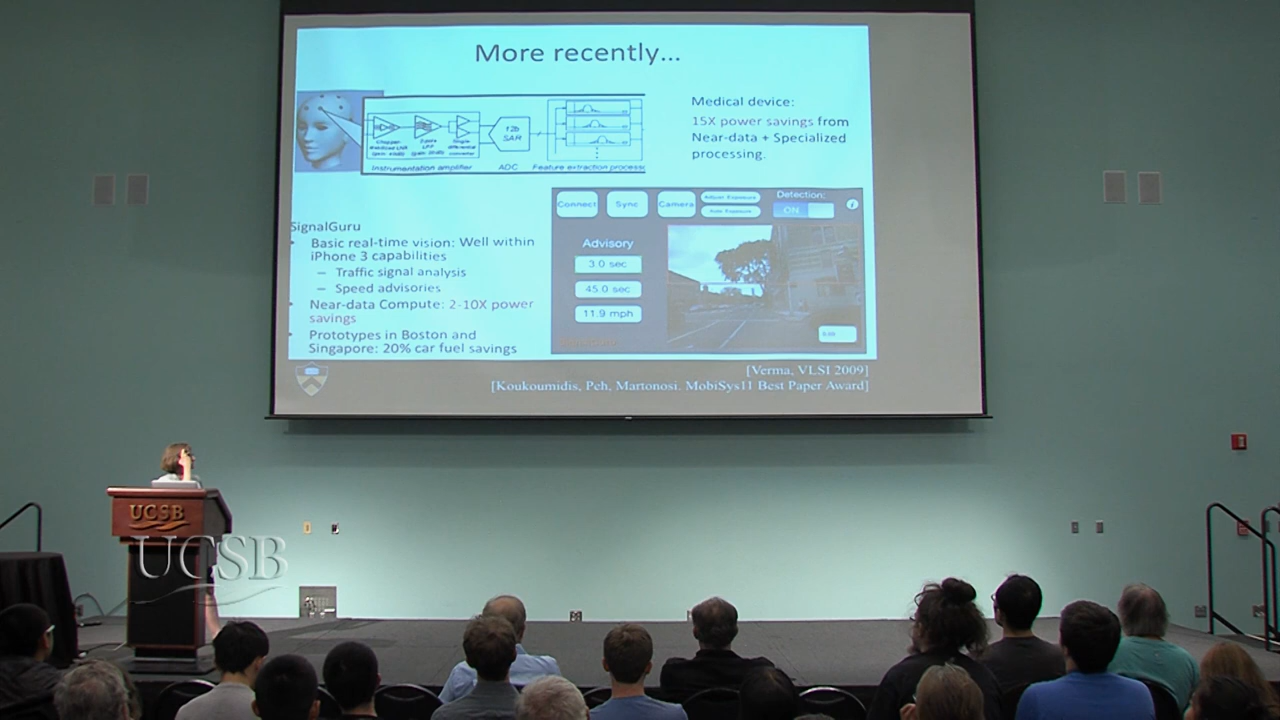 More recently...
Medical device:
15X power savings from
Near-data + Specialized
processing.
12b
SAR
Instrumentation amplifier
ADC
Feature extraction process
SignalGuru
Basic real-time vision: Well within
iPhone 3 capabilities
– Traffic signal analysis
– Speed advisories
Near-data Compute: 2-10X power
savings
Prototypes in Boston and
Singapore: 20% car fuel savings
Connect
Sync
Camera
Detection:
ON
Advisory
3.0 sec
45.0 sec
11.9 mph
[Verma, VLSI 2009]
[Koukoumidis, Peh, Martonosi. MobiSys11 Best Paper Award]
UCSB
UCSB